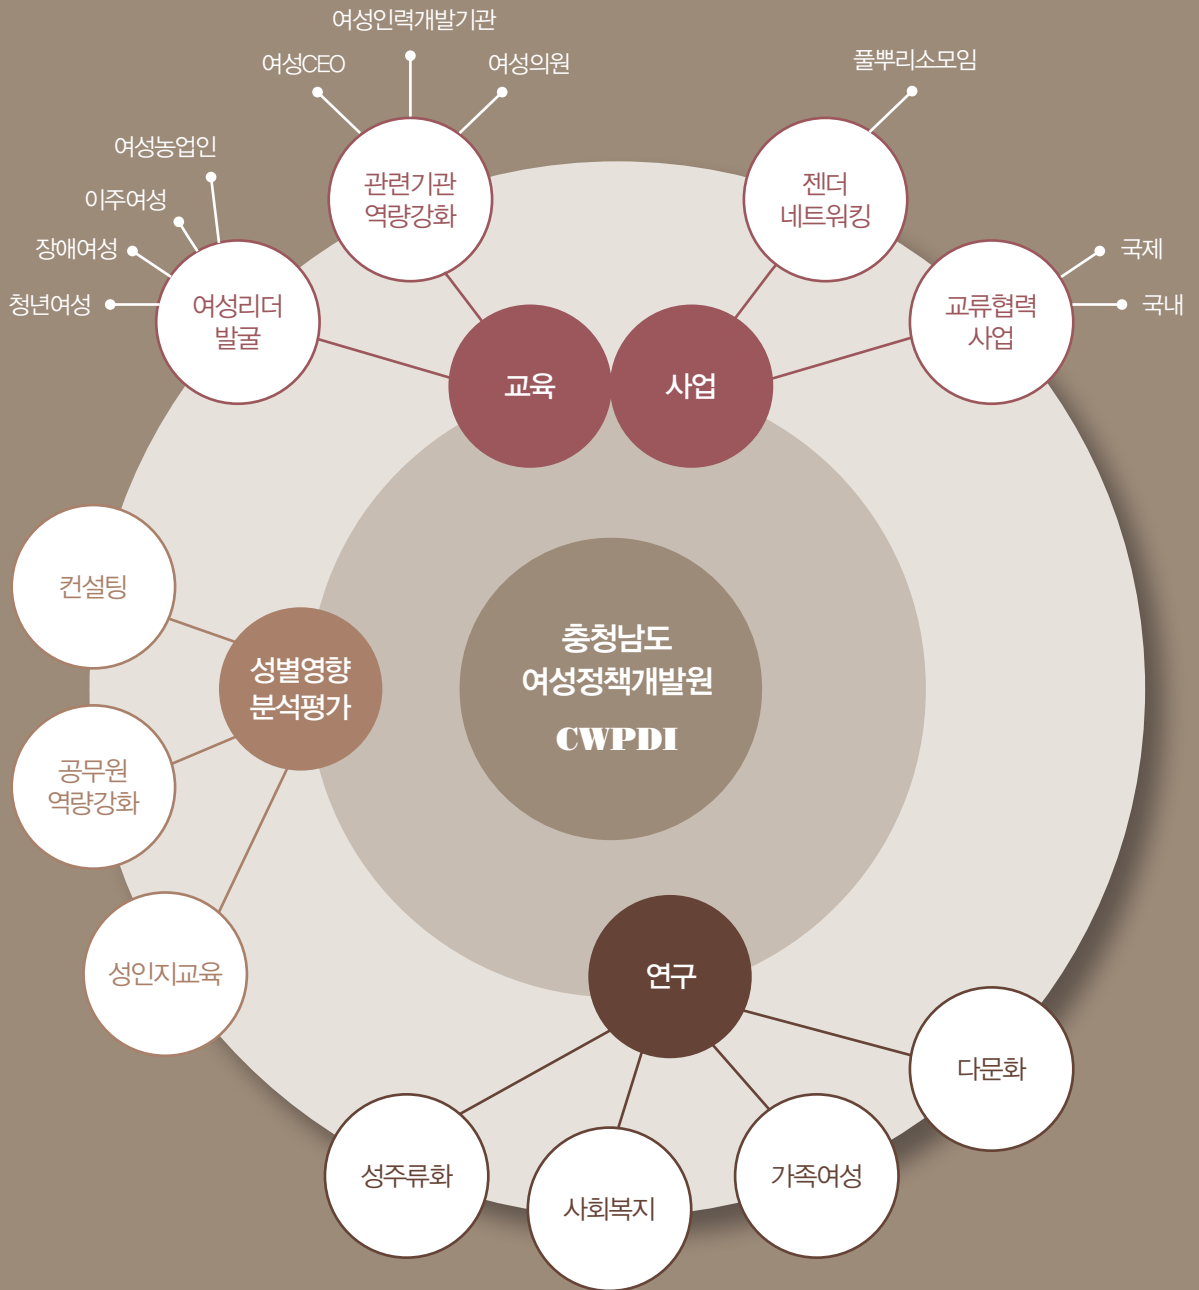 여성인력개발기관
여성CEO
여성의원
풀뿌리소모임
여성농업인
이주여성
장애여성
청년여성
관련기관
역량강화
젠더
네트워킹
국제
국내
여성리더
발굴
교류협력
사업
교육
사업
컨설팅
성별영향
분석평가
충청남도
여성정책개발원
CWPDI
공무원
역량강화
성인지교육
연구
다문화
성주류화
사회복지
가족여성